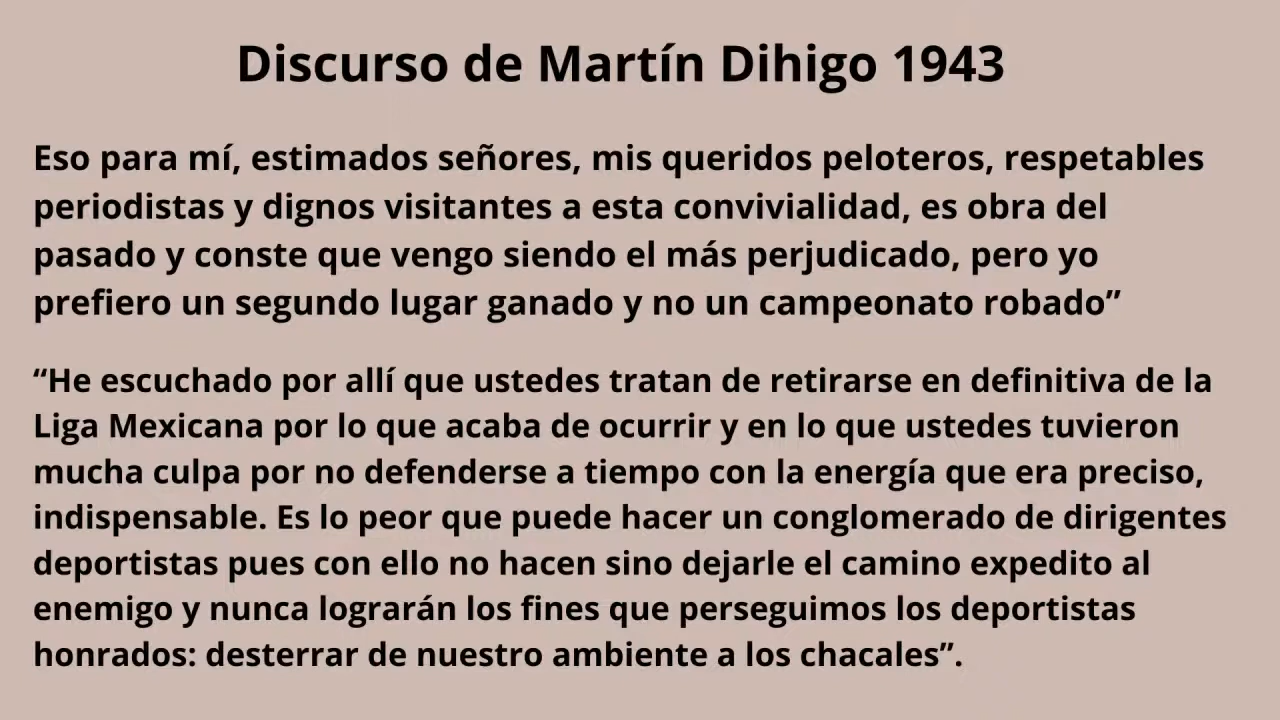 Discurso de Martín Dihigo 1943
Eso para mí, estimados señores, mis queridos peloteros, respetables
periodistas y dignos visitantes a esta convivialidad, es obra del
pasado y conste que vengo siendo el más perjudicado, pero yo
prefiero un segundo lugar ganado y no un campeonato robado”
“He escuchado por allí que ustedes tratan de retirarse en definitiva de la
Liga Mexicana por lo que acaba de ocurrir y en lo que ustedes tuvieron
mucha culpa por no defenderse a tiempo con la energía que era preciso,
indispensable. Es lo peor que puede hacer un conglomerado de dirigentes
deportistas pues con ello no hacen sino dejarle el camino expedito al
enemigo y nunca lograrán los fines que perseguimos los deportistas
honrados: desterrar de nuestro ambiente a los chacales”.